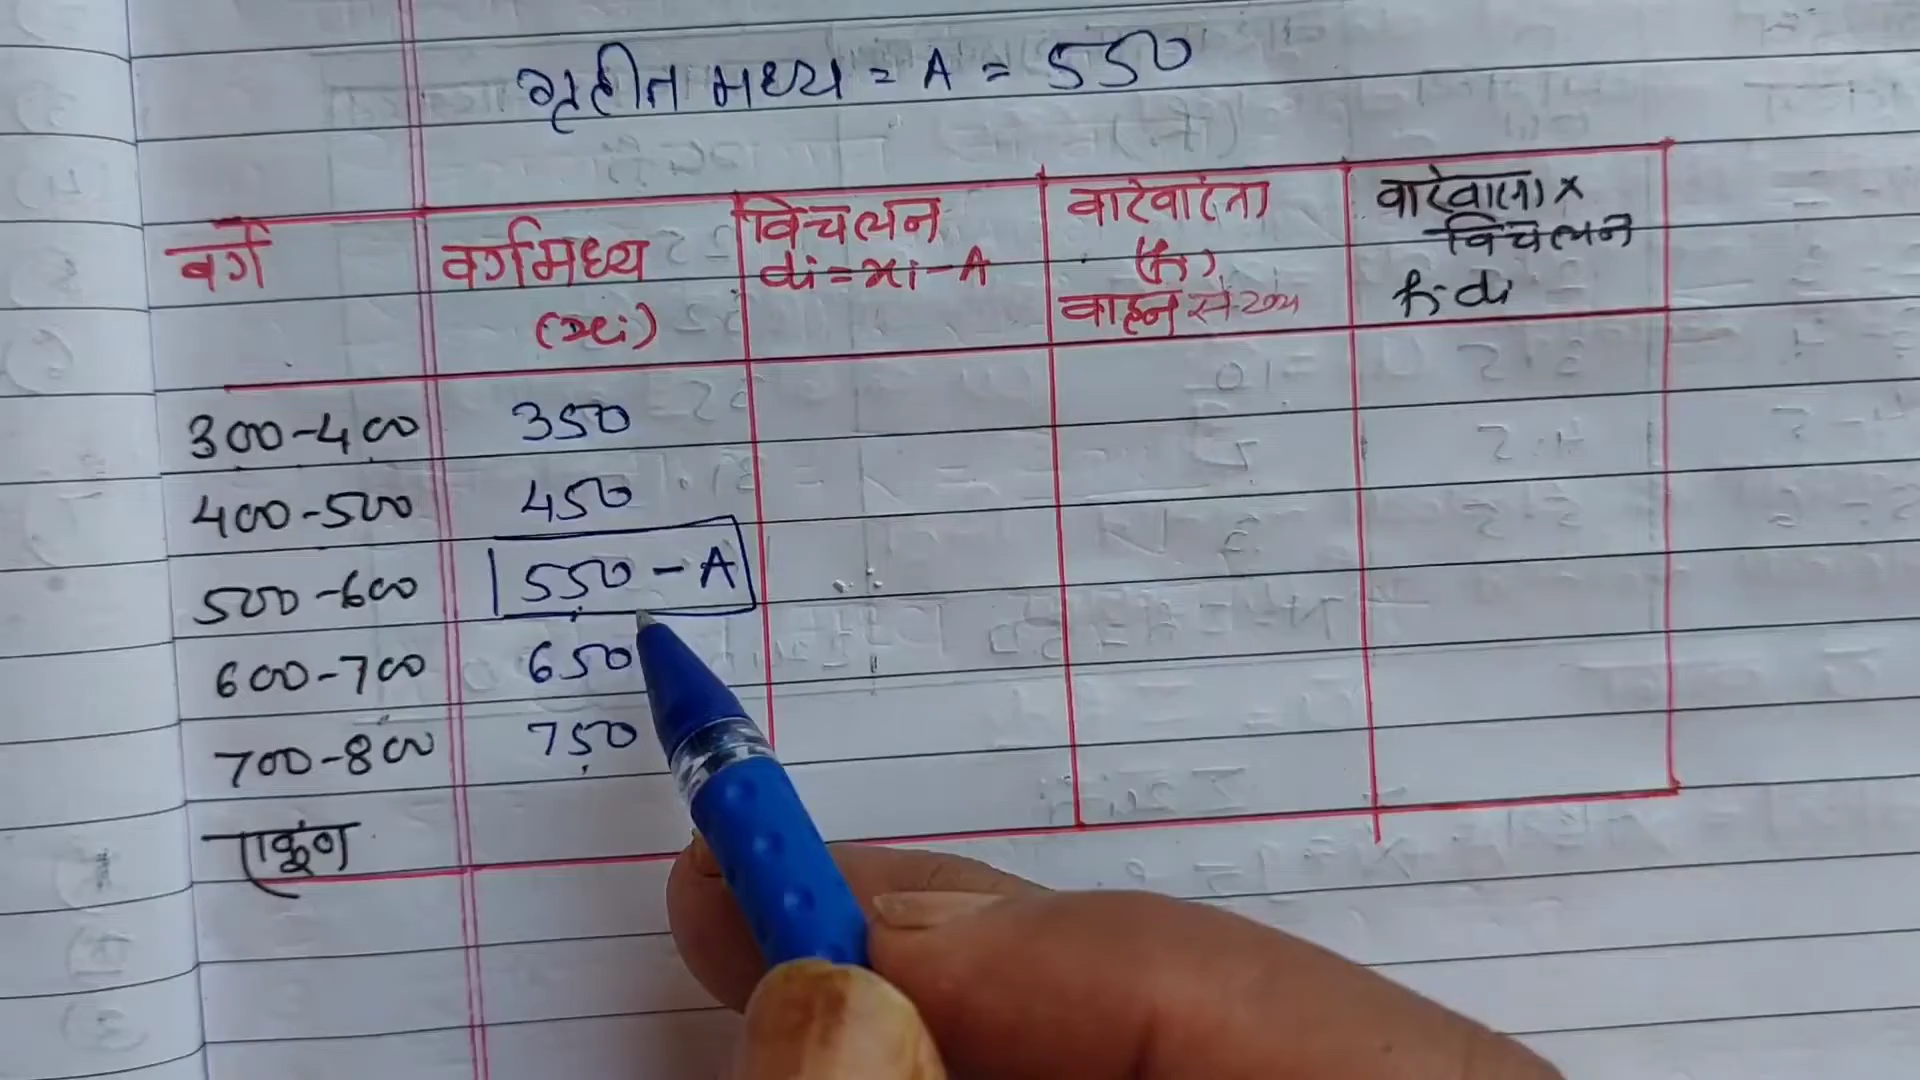 गृहीत मध्य = A = 550
वर्ग वर्गमध्य (xi) विचलन di = xi - A वारंवारता (fi) वाहन संख्या वारंवारता x विचलन fi di
300-400 350
400-500 450
500-600 550 - A
600-700 650
700-800 750
एकूण